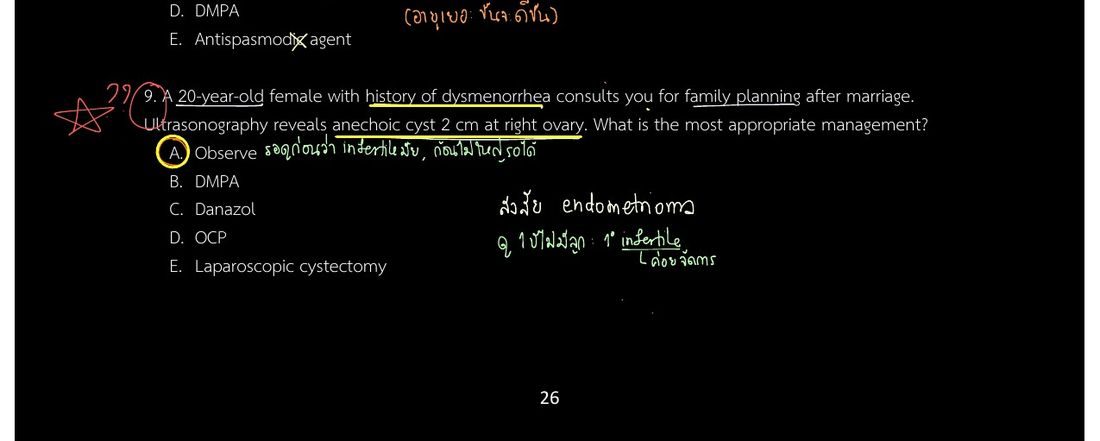 D. DMPA
(อายุเยอะ ชั้นจะดีขึ้น)
E. Antispasmodic agent
9. A 20-year-old female with history of dysmenorrhea consults you for family planning after marriage.
Ultrasonography reveals anechoic cyst 2 cm at right ovary. What is the most appropriate management?
A. Observe รอดูก่อนว่า infertile มั้ย, ก้อนไม่ใหญ่ รอได้
B. DMPA
C. Danazol
สงสัย endometrioma
D. OCP
ดู 1 ปีไม่มีลูก : 1° infertile
ค่อยจัดการ
E. Laparoscopic cystectomy
26